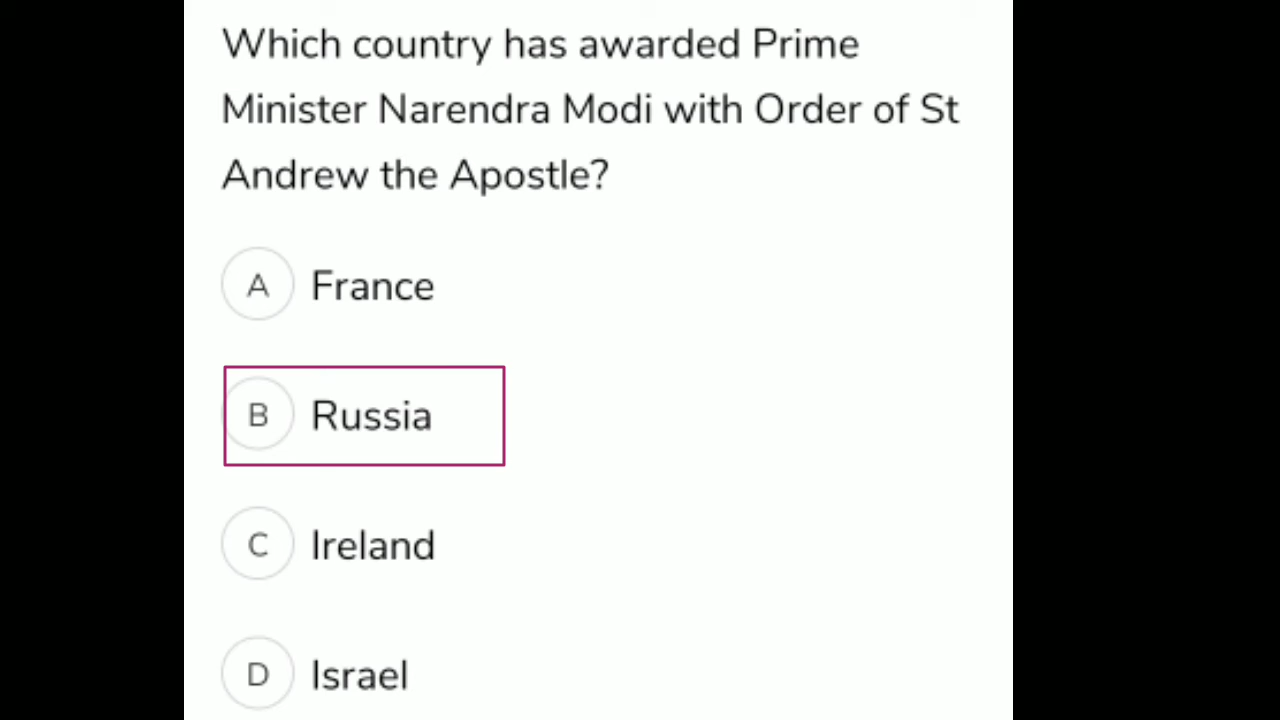 Which country has awarded Prime
Minister Narendra Modi with Order of St
Andrew the Apostle?
A France
B Russia
C Ireland
D Israel